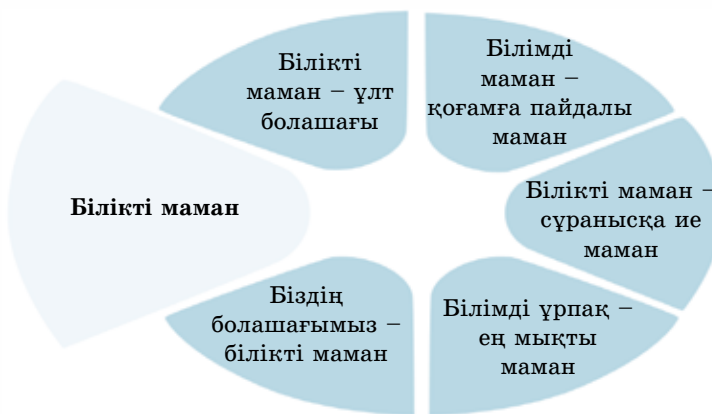 Білікті маман
Білікті
маман – ұлт
болашағы
Білімді
маман –
қоғамға пайдалы
маман
Білікті маман –
сұранысқа ие
маман
Білімді ұрпақ –
ең мықты
маман
Біздің
болашағымыз –
білікті маман